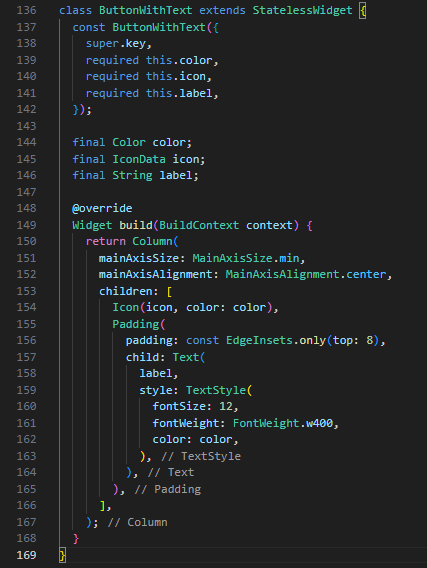 136 class ButtonWithText extends StatelessWidget {
137   const ButtonWithText({
138     super.key,
139     required this.color,
140     required this.icon,
141     required this.label,
142   });
143
144   final Color color;
145   final IconData icon;
146   final String label;
147
148   @override
149   Widget build(BuildContext context) {
150     return Column(
151       mainAxisSize: MainAxisSize.min,
152       mainAxisAlignment: MainAxisAlignment.center,
153       children: [
154         Icon(icon, color: color),
155         Padding(
156           padding: const EdgeInsets.only(top: 8),
157           child: Text(
158             label,
159             style: TextStyle(
160               fontSize: 12,
161               fontWeight: FontWeight.w400,
162               color: color,
163             ), // TextStyle
164           ), // Text
165         ), // Padding
166       ],
167     ); // Column
168   }
169 }